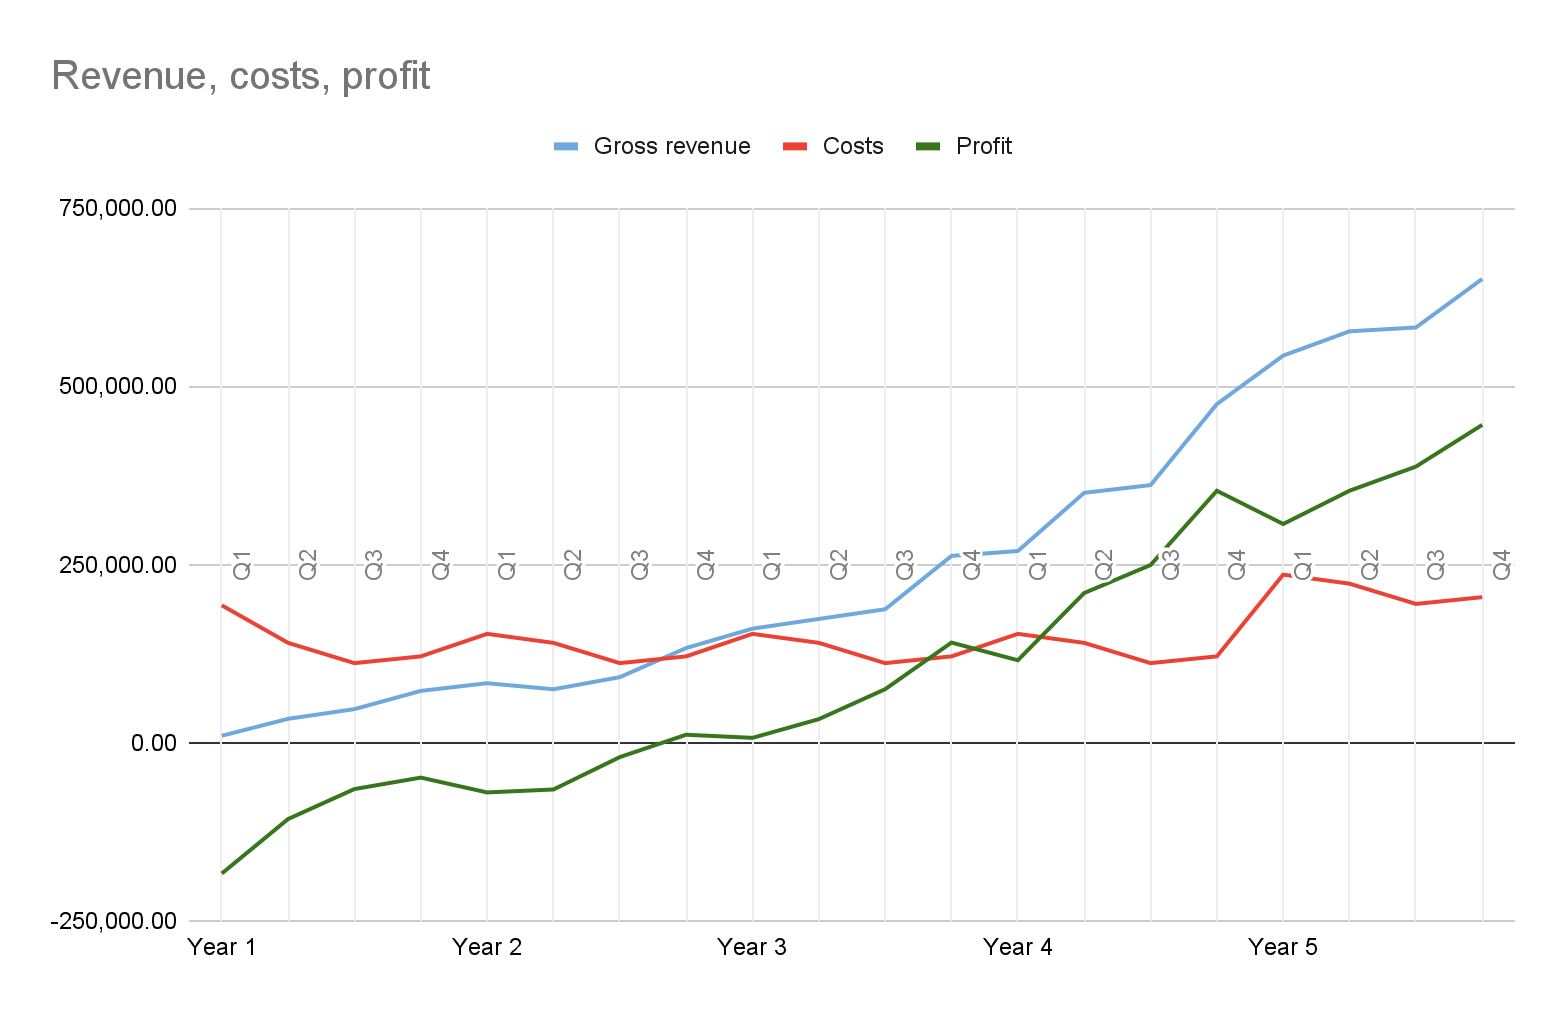 Revenue, costs, profit
Gross revenue Costs Profit
750,000.00
500,000.00
250,000.00
Q1 Q2 Q3 Q4 Q1 Q2 Q3 Q4 Q1 Q2 Q3 Q4 Q1 Q2 Q3 Q4 Q1 Q2 Q3 Q4
0.00
-250,000.00
Year 1 Year 2 Year 3 Year 4 Year 5